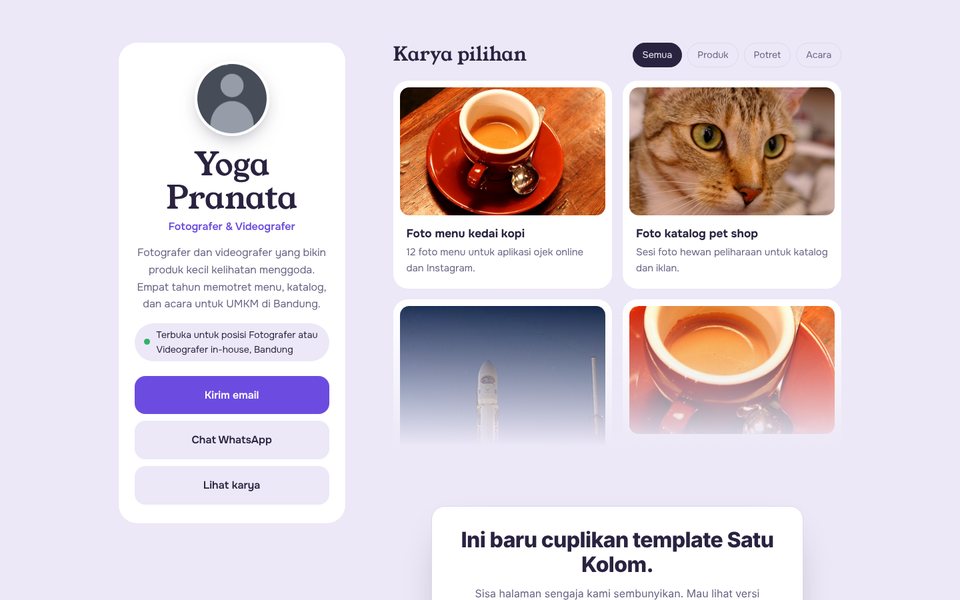 Yoga
Pranata
Fotografer & Videografer
Fotografer dan videografer yang bikin
produk kecil kelihatan menggoda.
Empat tahun memotret menu, katalog,
dan acara untuk UMKM di Bandung.
Terbuka untuk posisi Fotografer atau
Videografer in-house, Bandung
Kirim email
Chat WhatsApp
Lihat karya
Karya pilihan
Semua
Produk
Potret
Acara
Foto menu kedai kopi
12 foto menu untuk aplikasi ojek online
dan Instagram.
Foto katalog pet shop
Sesi foto hewan peliharaan untuk katalog
dan iklan.
Ini baru cuplikan template Satu
Kolom.
Sisa halaman sengaja kami sembunyikan. Mau lihat versi